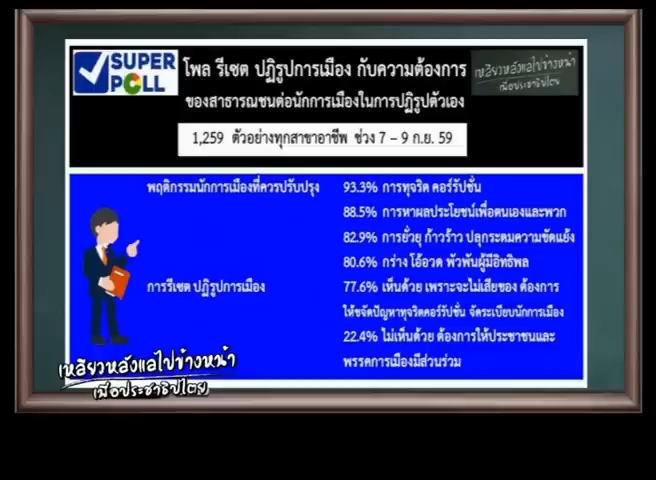 SUPER
POLL
โพล รีเซต ปฏิรูปการเมือง กับความต้องการ
ของสาธารณชนต่อนักการเมืองในการปฏิรูปตัวเอง
เหลียวหลังแลไปข้างหน้า
เพื่อประชาธิปไตย
1,259 ตัวอย่างทุกสาขาอาชีพ ช่วง 7 – 9 ก.ย. 59
พฤติกรรมนักการเมืองที่ควรปรับปรุง 93.3% การทุจริต คอร์รัปชั่น
88.5% การหาผลประโยชน์เพื่อตนเองและพวก
82.9% การยั่วยุ ก้าวร้าว ปลุกระดมความขัดแย้ง
80.6% กร่าง โอ้อวด พัวพันผู้มีอิทธิพล
การรีเซต ปฏิรูปการเมือง 77.6% เห็นด้วย เพราะจะไม่เสียของ ต้องการ
ให้ขจัดปัญหาทุจริตคอร์รัปชั่น จัดระเบียบนักการเมือง
22.4% ไม่เห็นด้วย ต้องการให้ประชาชนและ
พรรคการเมืองมีส่วนร่วม
เหลียวหลังแลไปข้างหน้า
เพื่อประชาธิปไตย